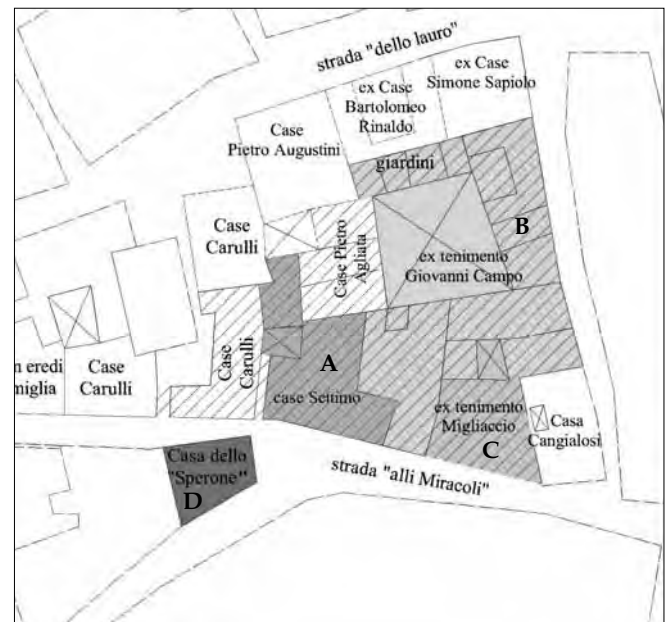 strada "dello lauro"
ex Case
Simone Sapiolo
ex Case
Bartolomeo
Rinaldo
Case
Pietro Augustini
giardini
Case
Carulli
Case Pietro
Agliata
B
ex tenimento
Giovanni Campo
n eredi
miglia
Case
Carulli
Case
Carulli
A
case Settimo
ex tenimento
Migliaccio
C
Casa
Cangialosi
Casa dello
"Sperone"
D
strada "alli Miracoli"